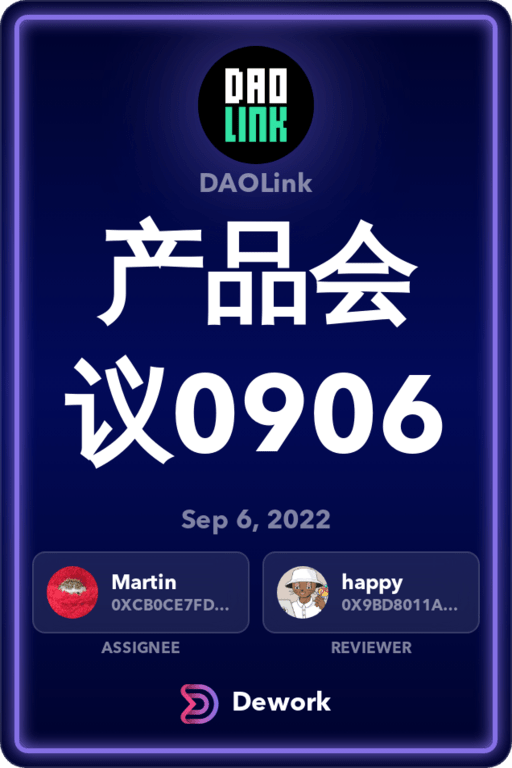 DAO
LINK
DAOLink
产品会
议0906
Sep 6, 2022
Martin
0XCB0CE7FD...
ASSIGNEE
happy
0X9BD8011A...
REVIEWER
Dework